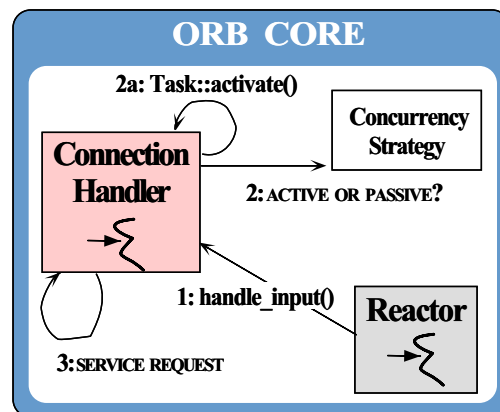 ORB CORE
2a: Task::activate()
Concurrency
Strategy
Connection
Handler
2: ACTIVE OR PASSIVE?
1: handle_input()
Reactor
3: SERVICE REQUEST